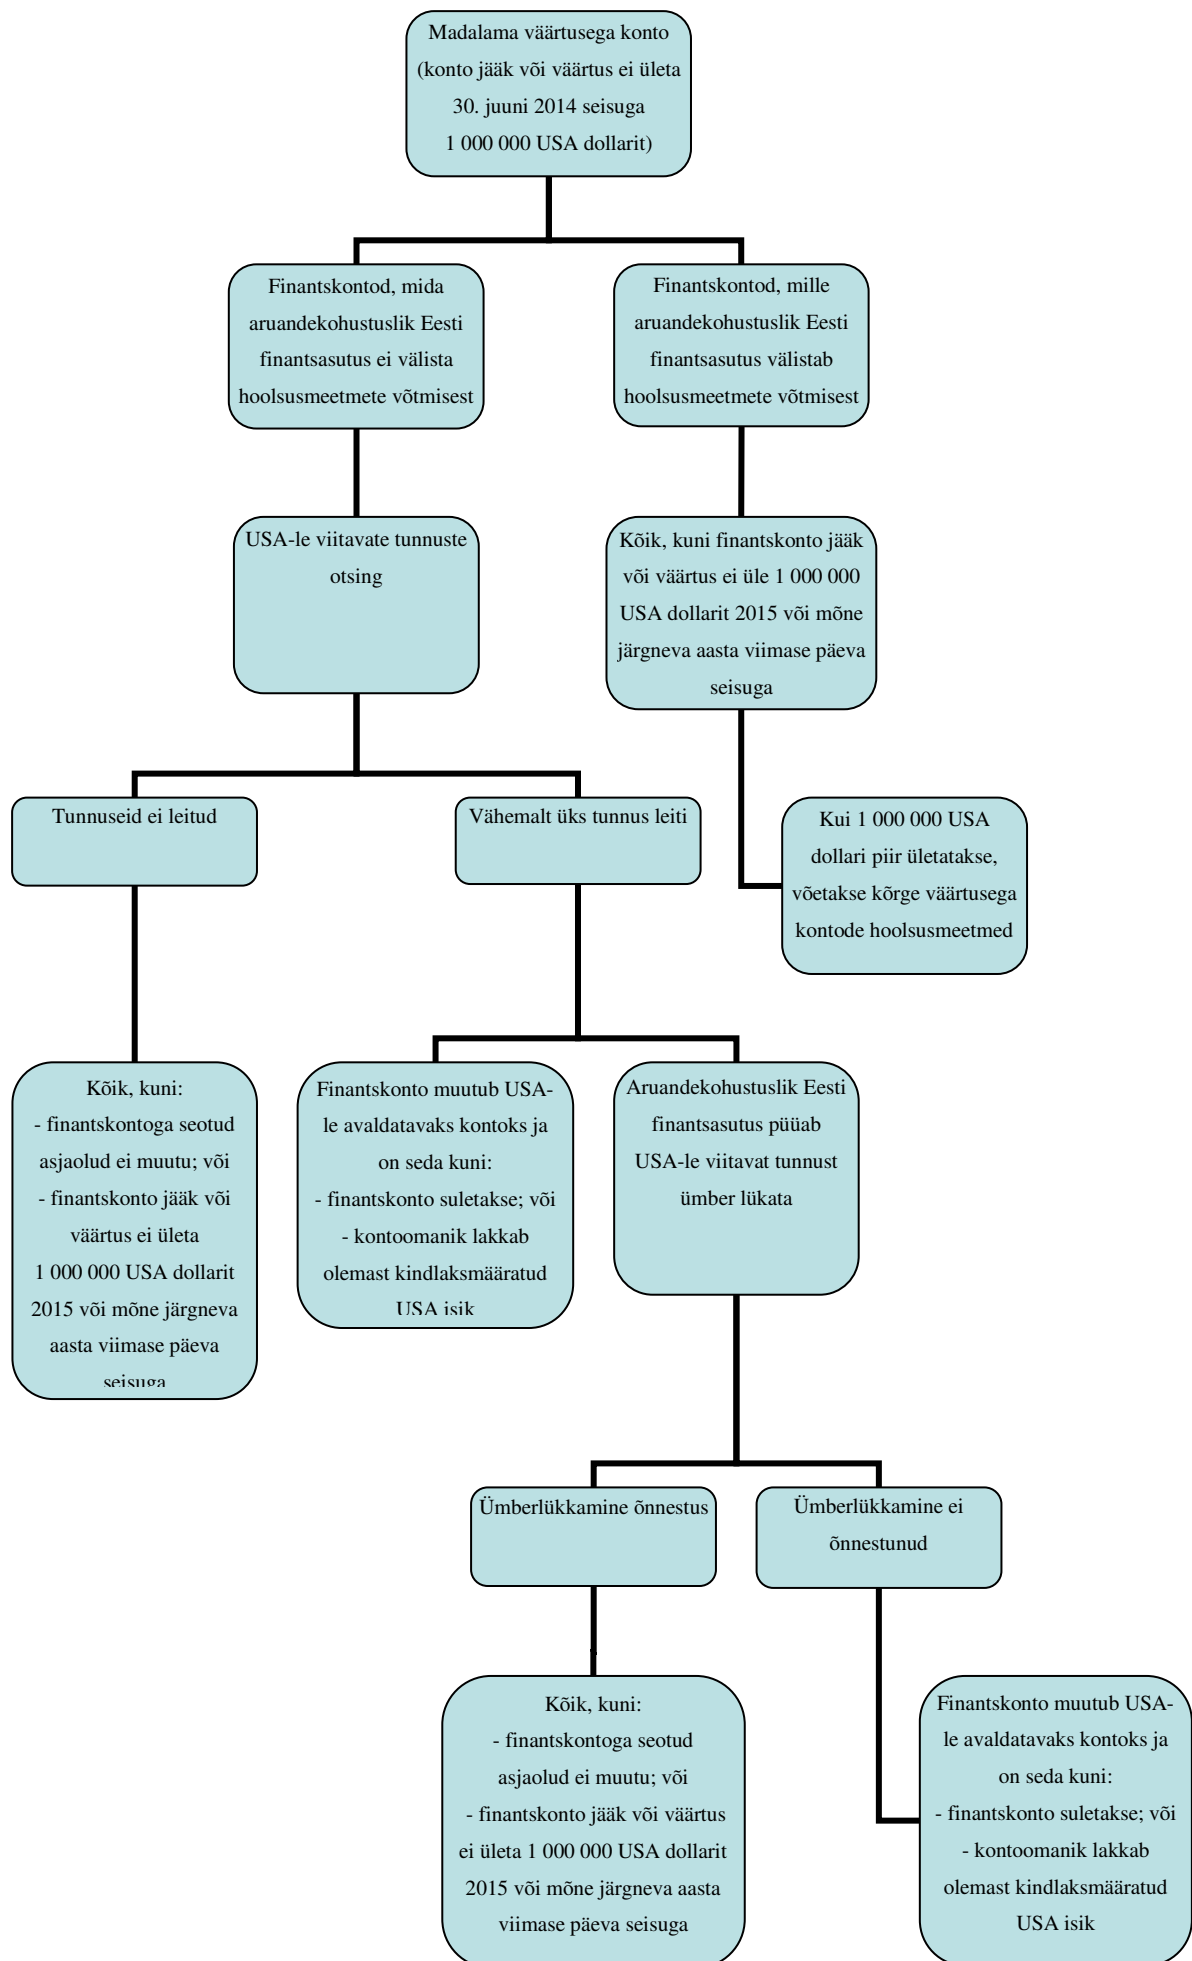 Madalama väärtusega konto
(konto jääk või väärtus ei ületa
30. juuni 2014 seisuga
1 000 000 USA dollarit)
Finantskontod, mida
aruandekohustuslik Eesti
finantsasutus ei välista
hoolsusmeetmete võtmisest
Finantskontod, mille
aruandekohustuslik Eesti
finantsasutus välistab
hoolsusmeetmete võtmisest
USA-le viitavate tunnuste
otsing
Kõik, kuni finantskonto jääk
või väärtus ei üle 1 000 000
USA dollarit 2015 või mõne
järgneva aasta viimase päeva
seisuga
Tunnuseid ei leitud
Vähemalt üks tunnus leiti
Kui 1 000 000 USA
dollari piir ületatakse,
võetakse kõrge väärtusega
kontode hoolsusmeetmed
Kõik, kuni:
- finantskontoga seotud
asjaolud ei muutu; või
- finantskonto jääk või
väärtus ei ületa
1 000 000 USA dollarit
2015 või mõne järgneva
aasta viimase päeva
seisuga
Finantskonto muutub USA-
le avaldatavaks kontoks ja
on seda kuni:
- finantskonto suletakse; või
- kontoomanik lakkab
olemast kindlaksmääratud
USA isik
Aruandekohustuslik Eesti
finantsasutus püüab
USA-le viitavat tunnust
ümber lükata
Ümberlükkamine õnnestus
Ümberlükkamine ei
õnnestunud
Kõik, kuni:
- finantskontoga seotud
asjaolud ei muutu; või
- finantskonto jääk või väärtus
ei ületa 1 000 000 USA dollarit
2015 või mõne järgneva aasta
viimase päeva seisuga
Finantskonto muutub USA-
le avaldatavaks kontoks ja
on seda kuni:
- finantskonto suletakse; või
- kontoomanik lakkab
olemast kindlaksmääratud
USA isik